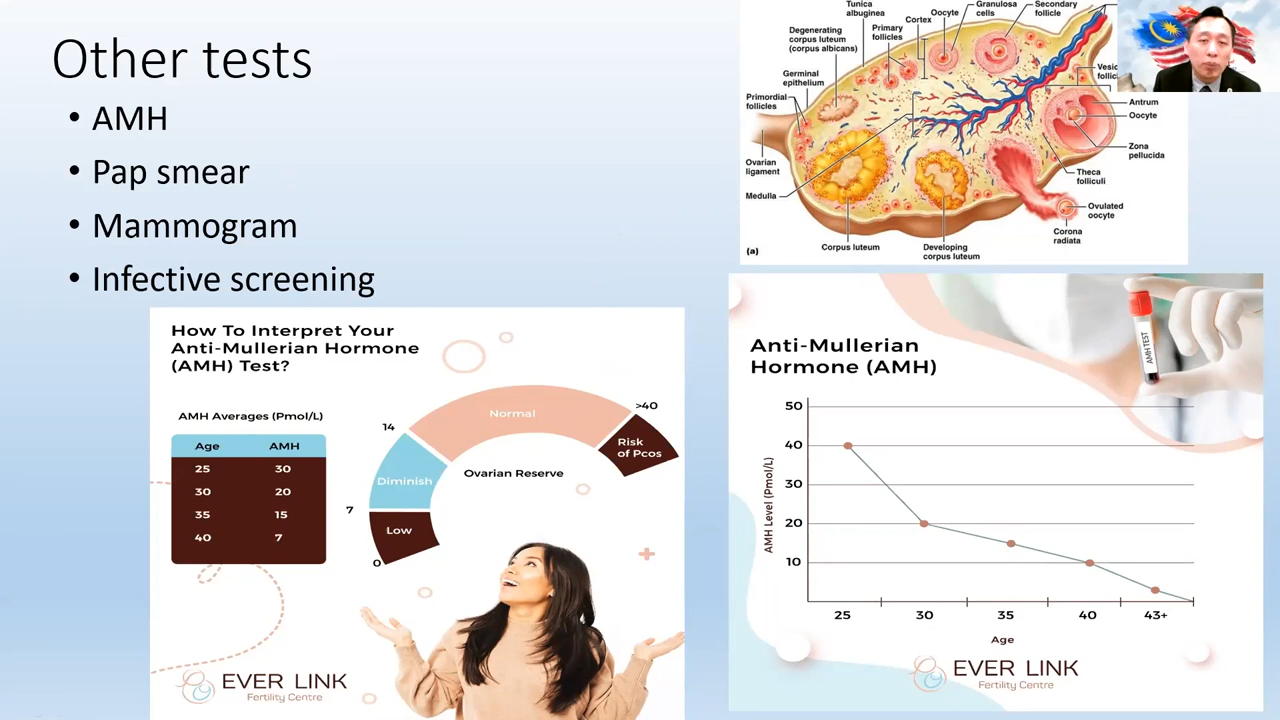 Other tests
• AMH
• Pap smear
• Mammogram
• Infective screening
Tunica
albuginea
Oocyte
Granulosa
cells
Secondary
follicle
Cortex
Primary
follicles
Degenerating
corpus luteum
(corpus albicans)
Germinal
epithelium
Primordial
follicles
Antrum
Oocyte
Zona
pellucida
Theca
folliculi
Ovarian
ligament
Medulla
Ovulated
oocyte
Corona
radiata
Corpus luteum
Developing
corpus luteum
(a)
How To Interpret Your
Anti-Mullerian Hormone
(AMH) Test?
AMH Averages (Pmol/L)
Age AMH
25 30
30 20
35 15
40 7
0
Low
7
Diminish
14
Normal
>40
Risk
of Pcos
Ovarian Reserve
EVER LINK
Fertility Centre
Anti-Mullerian
Hormone (AMH)
AMH TEST
AMH Level (Pmol/L)
50
40
30
20
10
25 30 35 40 43+
Age
EVER LINK
Fertility Centre